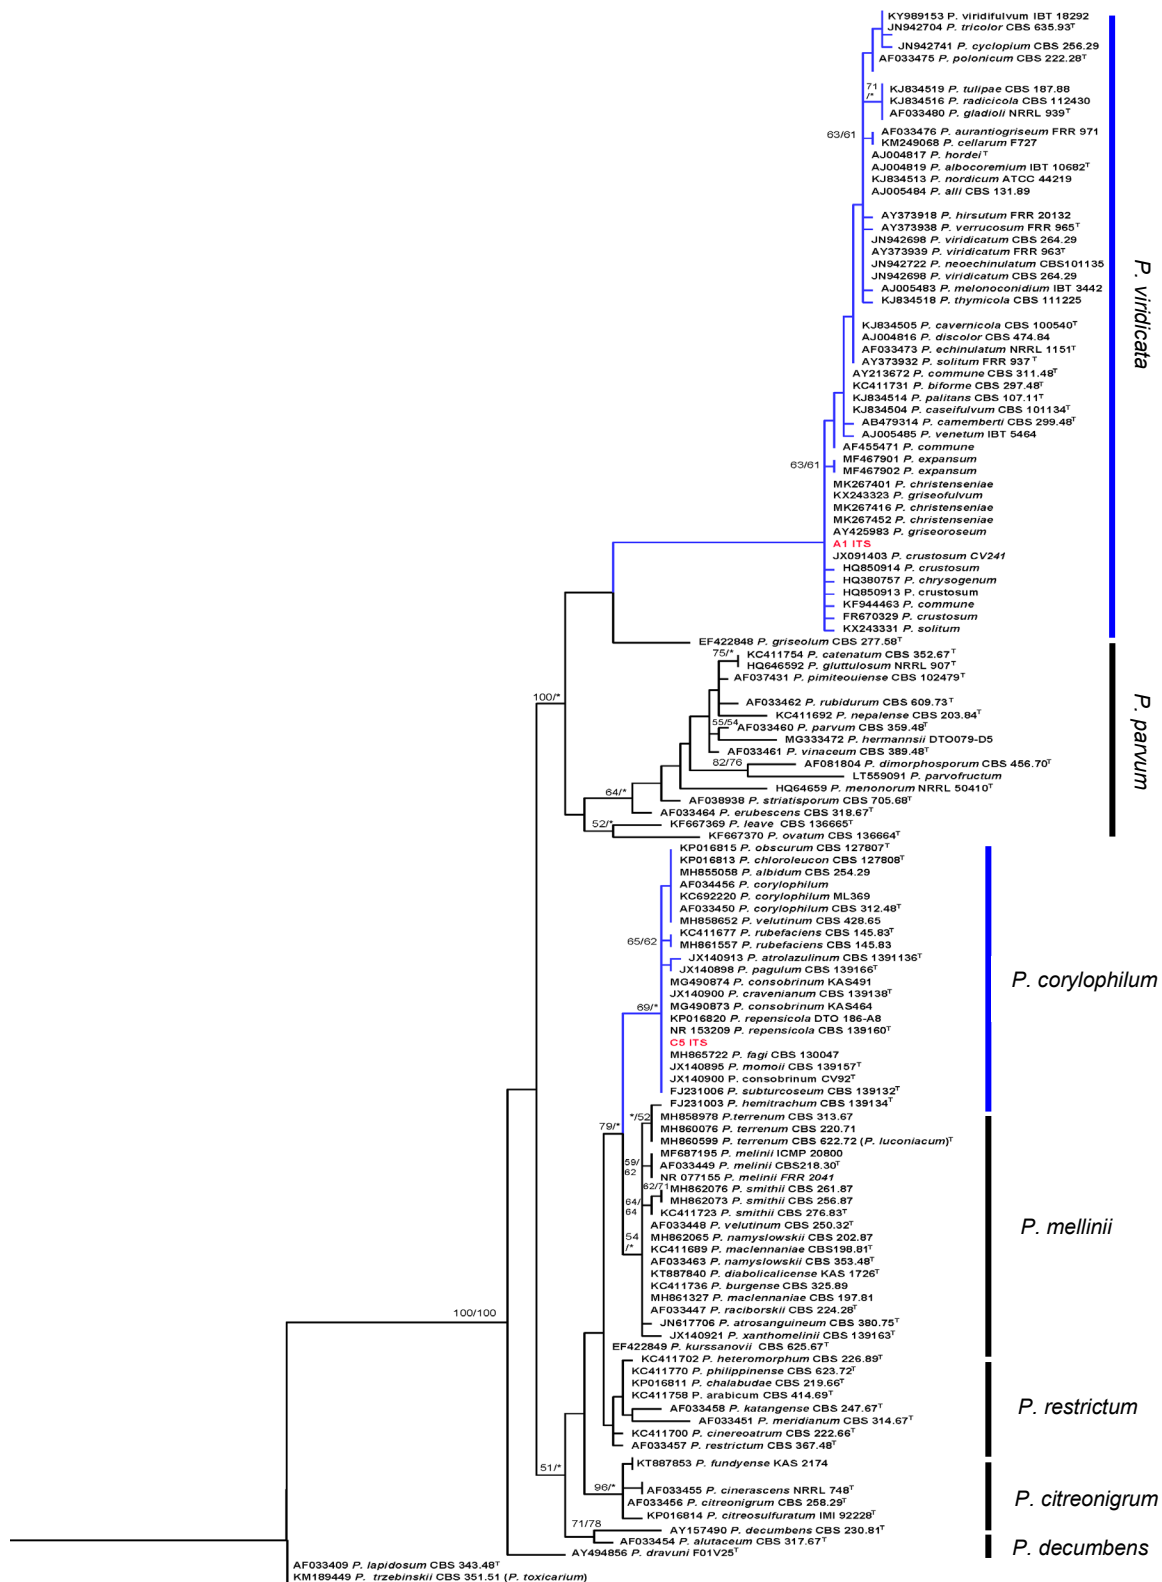 KY989153 P. viridifulvum IBT 18292
JN942704 P. tricolor CBS 635.93ᵀ
JN942741 P. cyclopium CBS 256.29
AF033475 P. polonicum CBS 222.28ᵀ
71
/*
KJ834519 P. tulipae CBS 187.88
KJ834516 P. radicicola CBS 112430
AF033480 P. gladioli NRRL 939ᵀ
63/61
AF033476 P. aurantiogriseum FRR 971
KM249068 P. cellarum F727
AJ004817 P. hordei ᵀ
AJ004819 P. albocoremium IBT 10682ᵀ
KJ834513 P. nordicum ATCC 44219
AJ005484 P. alli CBS 131.89
AY373918 P. hirsutum FRR 20132
AY373938 P. verrucosum FRR 965ᵀ
JN942698 P. viridicatum CBS 264.29
AY373939 P. viridicatum FRR 963ᵀ
JN942722 P. neoechinulatum CBS101135
JN942698 P. viridicatum CBS 264.29
AJ005483 P. melonoconidium IBT 3442
KJ834518 P. thymicola CBS 111225
P. viridicata
KJ834505 P. cavernicola CBS 100540ᵀ
AJ004816 P. discolor CBS 474.84
AF033473 P. echinulatum NRRL 1151ᵀ
AY373932 P. solitum FRR 937 ᵀ
AY213672 P. commune CBS 311.48ᵀ
KC411731 P. biforme CBS 297.48ᵀ
KJ834514 P. palitans CBS 107.11ᵀ
KJ834504 P. caseifulvum CBS 101134ᵀ
AB479314 P. camemberti CBS 299.48ᵀ
AJ005485 P. venetum IBT 5464
AF455471 P. commune
63/61
MF467901 P. expansum
MF467902 P. expansum
MK267401 P. christenseniae
KX243323 P. griseofulvum
MK267416 P. christenseniae
MK267452 P. christenseniae
AY425983 P. griseoroseum
A1 ITS
JX091403 P. crustosum CV241
HQ850914 P. crustosum
HQ380757 P. chrysogenum
HQ850913 P. crustosum
KF944463 P. commune
FR670329 P. crustosum
KX243331 P. solitum
EF422848 P. griseolum CBS 277.58ᵀ
75/*
KC411754 P. catenatum CBS 352.67ᵀ
HQ646592 P. gluttulosum NRRL 907ᵀ
AF037431 P. pimiteouiense CBS 102479ᵀ
100/*
AF033462 P. rubidurum CBS 609.73ᵀ
KC411692 P. nepalense CBS 203.84ᵀ
55/54
AF033460 P. parvum CBS 359.48ᵀ
MG333472 P. hermannsii DTO079-D5
AF033461 P. vinaceum CBS 389.48ᵀ
82/76
AF081804 P. dimorphosporum CBS 456.70ᵀ
LT559091 P. parvofructum
HQ64659 P. menonorum NRRL 50410ᵀ
64/*
AF038938 P. striatisporum CBS 705.68ᵀ
AF033464 P. erubescens CBS 318.67ᵀ
52/*
KF667369 P. leave CBS 136665ᵀ
KF667370 P. ovatum CBS 136664ᵀ
P. parvum
KP016815 P. obscurum CBS 127807ᵀ
KP016813 P. chloroleucon CBS 127808ᵀ
MH855058 P. albidum CBS 254.29
AF034456 P. corylophilum
KC692220 P. corylophilum ML369
AF033450 P. corylophilum CBS 312.48ᵀ
MH858652 P. velutinum CBS 428.65
65/62
KC411677 P. rubefaciens CBS 145.83ᵀ
MH861557 P. rubefaciens CBS 145.83
JX140913 P. atrolazulinum CBS 1391136ᵀ
JX140898 P. pagulum CBS 139166ᵀ
MG490874 P. consobrinum KAS491
P. corylophilum
JX140900 P. cravenianum CBS 139138ᵀ
69/*
MG490873 P. consobrinum KAS464
KP016820 P. repensicola DTO 186-A8
NR 153209 P. repensicola CBS 139160ᵀ
C5 ITS
MH865722 P. fagi CBS 130047
JX140895 P. momoii CBS 139157ᵀ
JX140900 P. consobrinum CV92ᵀ
FJ231006 P. subturcoseum CBS 139132ᵀ
FJ231003 P. hemitrachum CBS 139134ᵀ
*/52
79/*
MH858978 P.terrenum CBS 313.67
MH860076 P. terrenum CBS 220.71
MH860599 P. terrenum CBS 622.72 (P. luconiacum)ᵀ
MF687195 P. melinii ICMP 20800
59/
62
AF033449 P. melinii CBS218.30ᵀ
NR 077155 P. melinii FRR 2041
62/71
MH862076 P. smithii CBS 261.87
MH862073 P. smithii CBS 256.87
64/
64
KC411723 P. smithii CBS 276.83ᵀ
AF033448 P. velutinum CBS 250.32ᵀ
P. mellinii
54
/*
MH862065 P. namyslowskii CBS 202.87
KC411689 P. maclennaniae CBS198.81ᵀ
AF033463 P. namyslowskii CBS 353.48ᵀ
KT887840 P. diabolicalicense KAS 1726ᵀ
KC411736 P. burgense CBS 325.89
MH861327 P. maclennaniae CBS 197.81
AF033447 P. raciborskii CBS 224.28ᵀ
100/100
JN617706 P. atrosanguineum CBS 380.75ᵀ
JX140921 P. xanthomelinii CBS 139163ᵀ
EF422849 P. kurssanovii CBS 625.67ᵀ
KC411702 P. heteromorphum CBS 226.89ᵀ
KC411770 P. philippinense CBS 623.72ᵀ
KP016811 P. chalabudae CBS 219.66ᵀ
KC411758 P. arabicum CBS 414.69ᵀ
AF033458 P. katangense CBS 247.67ᵀ
P. restrictum
AF033451 P. meridianum CBS 314.67ᵀ
KC411700 P. cinereoatrum CBS 222.66ᵀ
AF033457 P. restrictum CBS 367.48ᵀ
51/*
KT887853 P. fundyense KAS 2174
96/*
AF033455 P. cinerascens NRRL 748ᵀ
AF033456 P. citreonigrum CBS 258.29ᵀ
P. citreonigrum
KP016814 P. citreosulfuratum IMI 92228ᵀ
71/78
AY157490 P. decumbens CBS 230.81ᵀ
AF033454 P. alutaceum CBS 317.67ᵀ
P. decumbens
AY494856 P. dravuni F01V25ᵀ
AF033409 P. lapidosum CBS 343.48ᵀ
KM189449 P. trzebinskii CBS 351.51 (P. toxicarium)